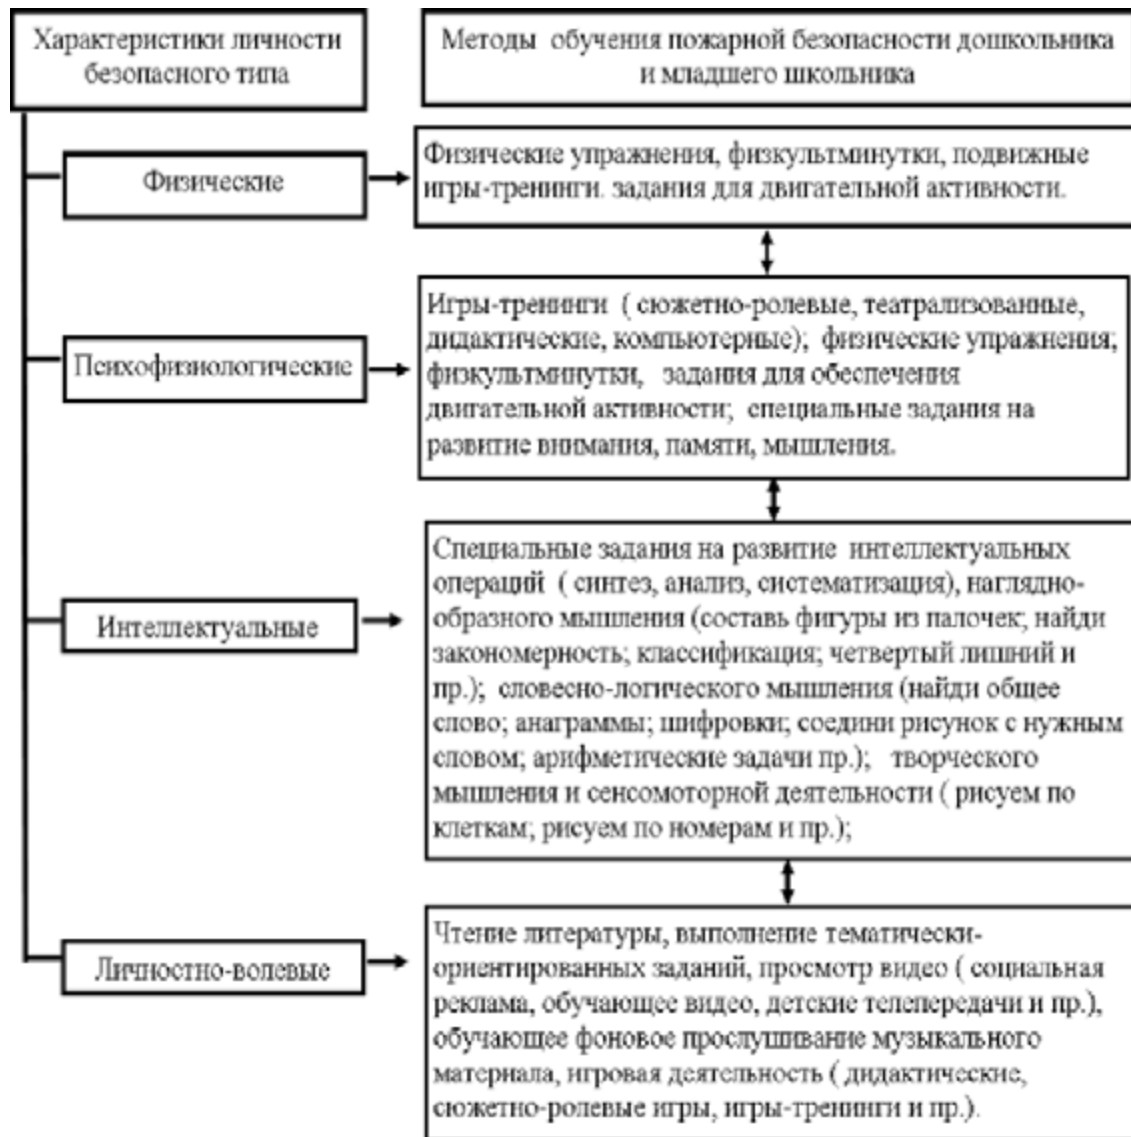 Характеристики личности
безопасного типа
Методы обучения пожарной безопасности дошкольника
и младшего школьника
Физические
Физические упражнения, физкультминутки, подвижные
игры-тренинги. задания для двигательной активности.
Психофизиологические
Игры-тренинги ( сюжетно-ролевые, театрализованные,
дидактические, компьютерные); физические упражнения;
физкультминутки, задания для обеспечения
двигательной активности; специальные задания на
развитие внимания, памяти, мышления.
Интеллектуальные
Специальные задания на развитие интеллектуальных
операций ( синтез, анализ, систематизация), наглядно-
образного мышления (составь фигуры из палочек; найди
закономерность; классификация; четвертый лишний и
пр.); словесно-логического мышления (найди общее
слово; анаграммы; шифровки; соедини рисунок с нужным
словом; арифметические задачи пр.); творческого
мышления и сенсомоторной деятельности ( рисуем по
клеткам; рисуем по номерам и пр.);
Личностно-волевые
Чтение литературы, выполнение тематически-
ориентированных заданий, просмотр видео ( социальная
реклама, обучающее видео, детские телепередачи и пр.),
обучающее фоновое прослушивание музыкального
материала, игровая деятельность ( дидактические,
сюжетно-ролевые игры, игры-тренинги и пр.).